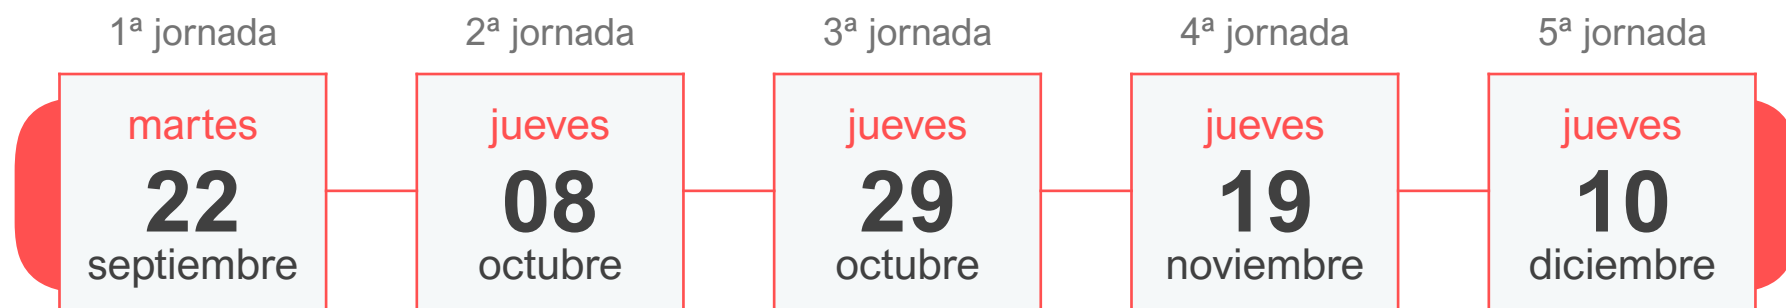 1ª jornada
martes
22
septiembre
2ª jornada
jueves
08
octubre
3ª jornada
jueves
29
octubre
4ª jornada
jueves
19
noviembre
5ª jornada
jueves
10
diciembre